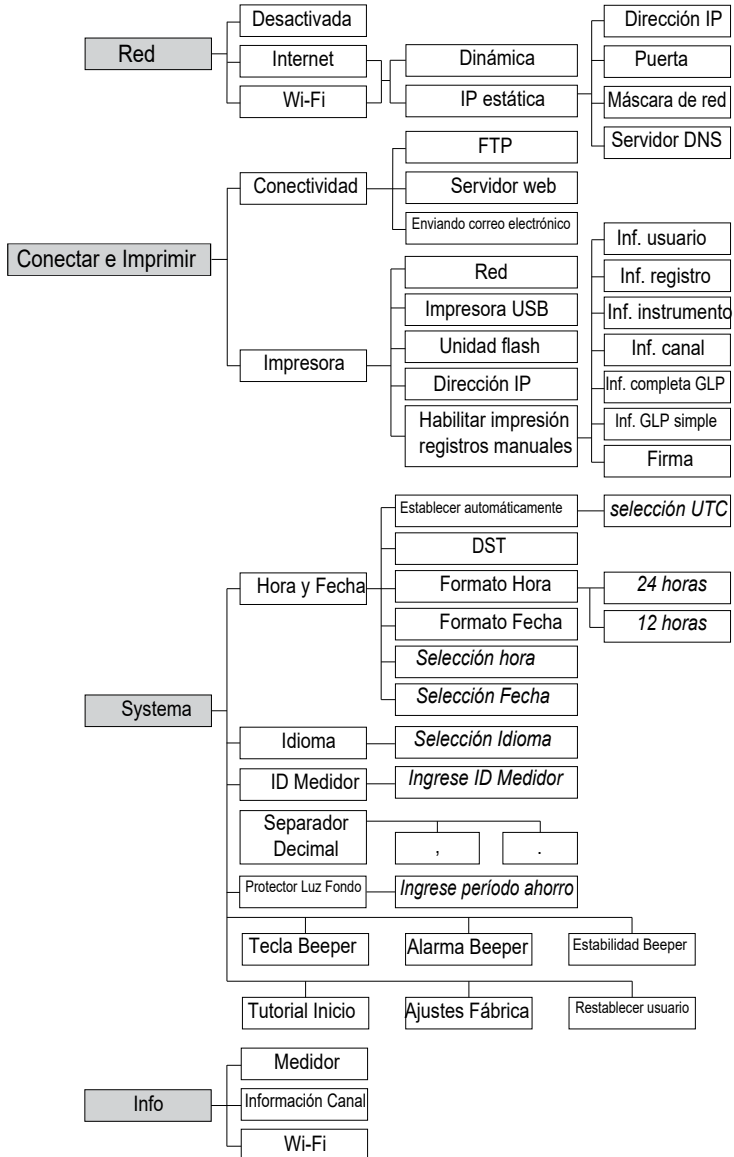 Red
Desactivada
Internet
Wi-Fi
Dinámica
IP estática
Dirección IP
Puerta
Máscara de red
Servidor DNS
Conectar e Imprimir
Conectividad
FTP
Servidor web
Enviando correo electrónico
Impresora
Red
Impresora USB
Unidad flash
Dirección IP
Habilitar impresión
registros manuales
Inf. usuario
Inf. registro
Inf. instrumento
Inf. canal
Inf. completa GLP
Inf. GLP simple
Firma
Systema
Hora y Fecha
Establecer automáticamente
selección UTC
DST
Formato Hora
24 horas
12 horas
Formato Fecha
Selección hora
Selección Fecha
Idioma
Selección Idioma
ID Medidor
Ingrese ID Medidor
Separador
Decimal
,
.
Protector Luz Fondo
Ingrese período ahorro
Tecla Beeper
Alarma Beeper
Estabilidad Beeper
Tutorial Inicio
Ajustes Fábrica
Restablecer usuario
Info
Medidor
Información Canal
Wi-Fi